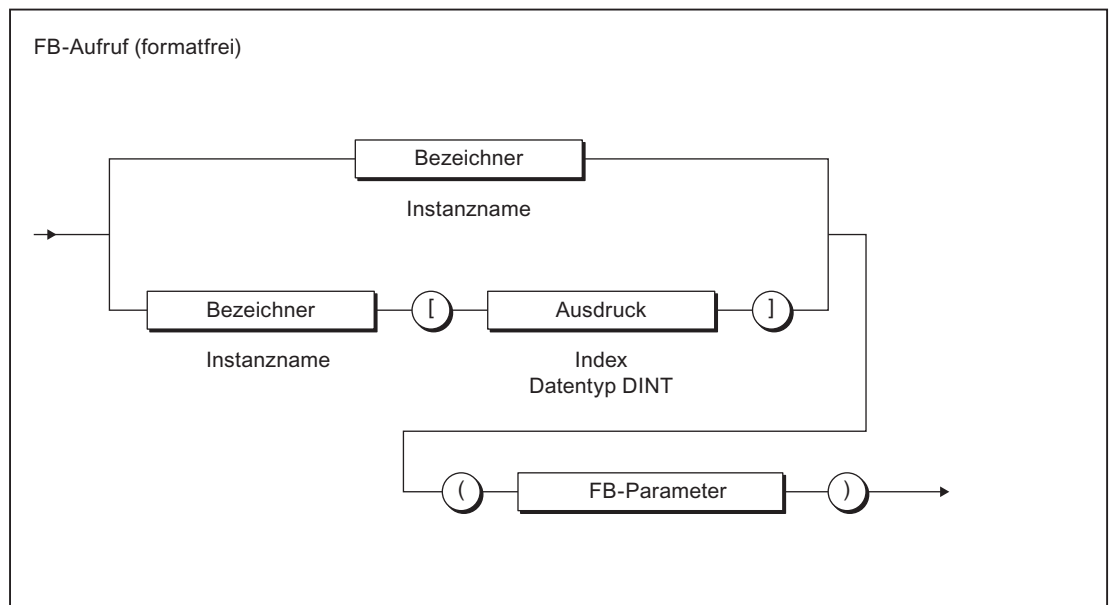 FB-Aufruf (formatfrei)
Bezeichner
Instanzname
Bezeichner [ Ausdruck ]
Instanzname Index
Datentyp DINT
( FB-Parameter )